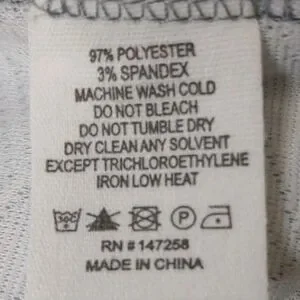 97% POLYESTER
3% SPANDEX
MACHINE WASH COLD
DO NOT BLEACH
DO NOT TUMBLE DRY
DRY CLEAN ANY SOLVENT
EXCEPT TRICHLOROETHYLENE
IRON LOW HEAT
30C P
RN # 147258
MADE IN CHINA